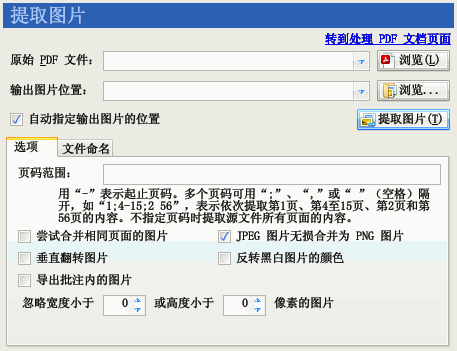 提取图片
转到处理 PDF 文档页面
原始 PDF 文件: 浏览(L)
输出图片位置: 浏览...
自动指定输出图片的位置 提取图片(T)
选项 文件命名
页码范围:
用“-”表示起止页码。多个页码可用“;”、“,”或“ ”（空格）隔
开，如“1;4-15;2 56”，表示依次提取第1页、第4至15页、第2页和第
56页的内容。不指定页码时提取源文件所有页面的内容。
尝试合并相同页面的图片 JPEG 图片无损合并为 PNG 图片
垂直翻转图片 反转黑白图片的颜色
导出批注内的图片
忽略宽度小于 0 或高度小于 0 像素的图片